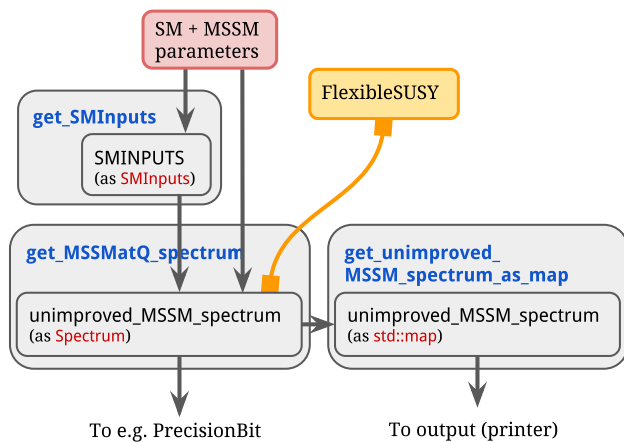 SM + MSSM
parameters
FlexibleSUSY
get_SMInputs
SMINPUTS
(as SMInputs)
get_MSSMatQ_spectrum
unimproved_MSSM_spectrum
(as Spectrum)
get_unimproved_
MSSM_spectrum_as_map
unimproved_MSSM_spectrum
(as std::map)
To e.g. PrecisionBit
To output (printer)